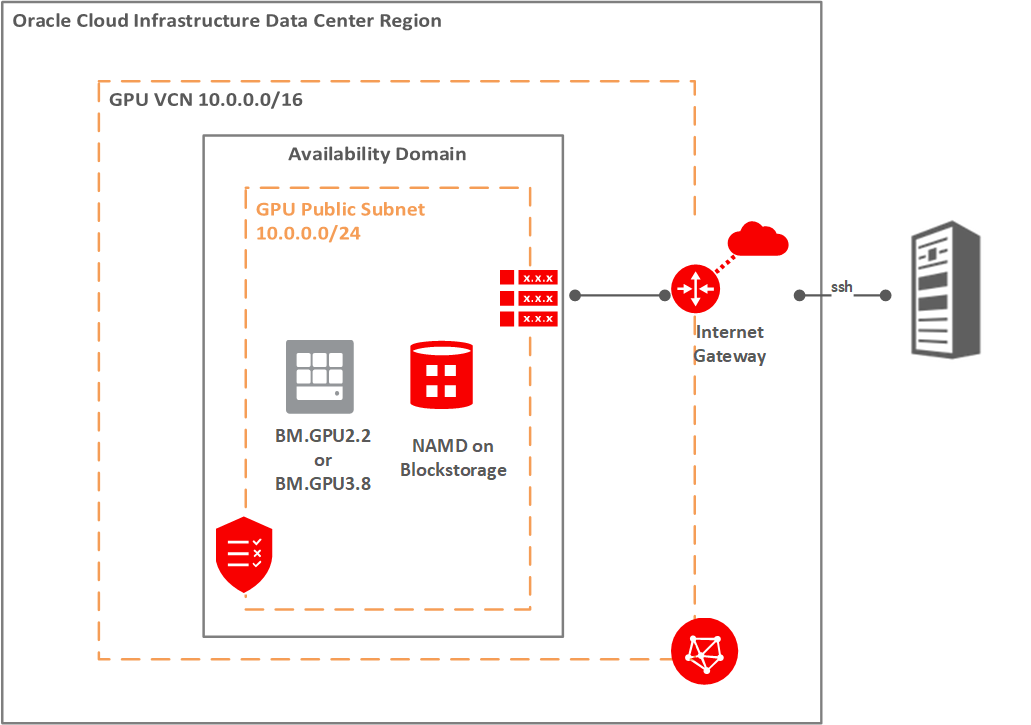 Oracle Cloud Infrastructure Data Center Region
GPU VCN 10.0.0.0/16
Availability Domain
GPU Public Subnet
10.0.0.0/24
x.x.x
x.x.x
x.x.x
ssh
Internet
Gateway
BM.GPU2.2
or
BM.GPU3.8
NAMD on
Blockstorage